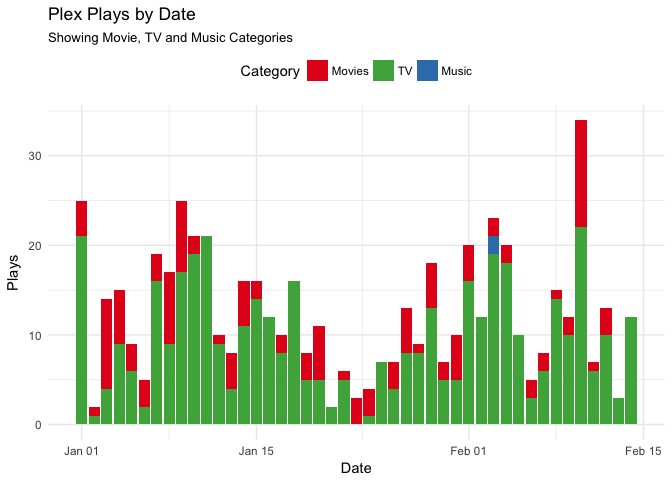 Plex Plays by Date
Showing Movie, TV and Music Categories
Category Movies TV Music
Plays
30
20
10
0
Jan 01 Jan 15 Feb 01 Feb 15
Date